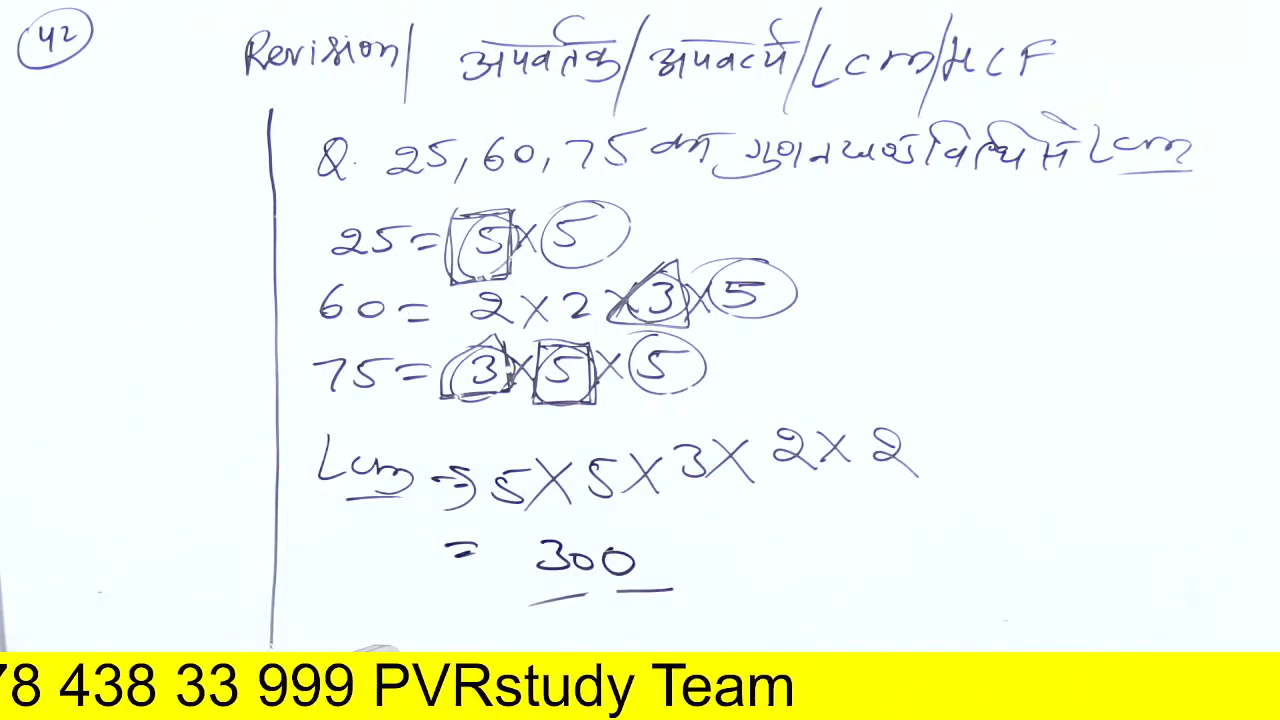 42
Revision/ अपवर्तक/अपवर्त्य/Lcm/HCF
Q. 25,60,75 का गुणनखण्ड विधि से Lcm
25= 5×5
60= 2×2×3×5
75= 3×5×5
Lcm → 5×5×3×2×2
= 300
78 438 33 999 PVRstudy Team